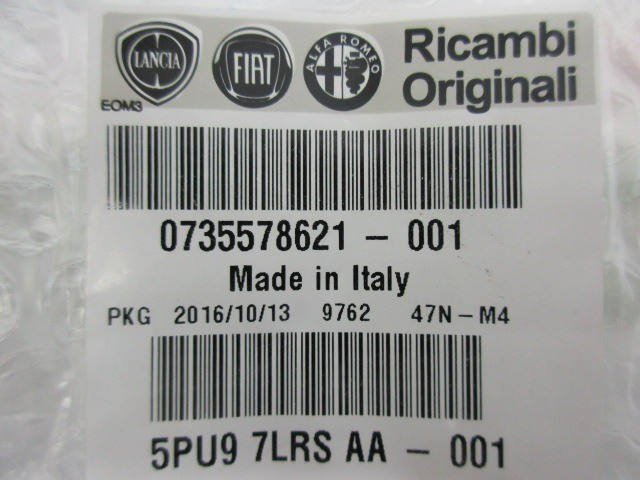 LANCIA FIAT ALFA ROMEO Ricambi
Originali
EOM3
0735578621 - 001
Made in Italy
PKG 2016/10/13 9762 47N-M4
5PU9 7LRS AA - 001